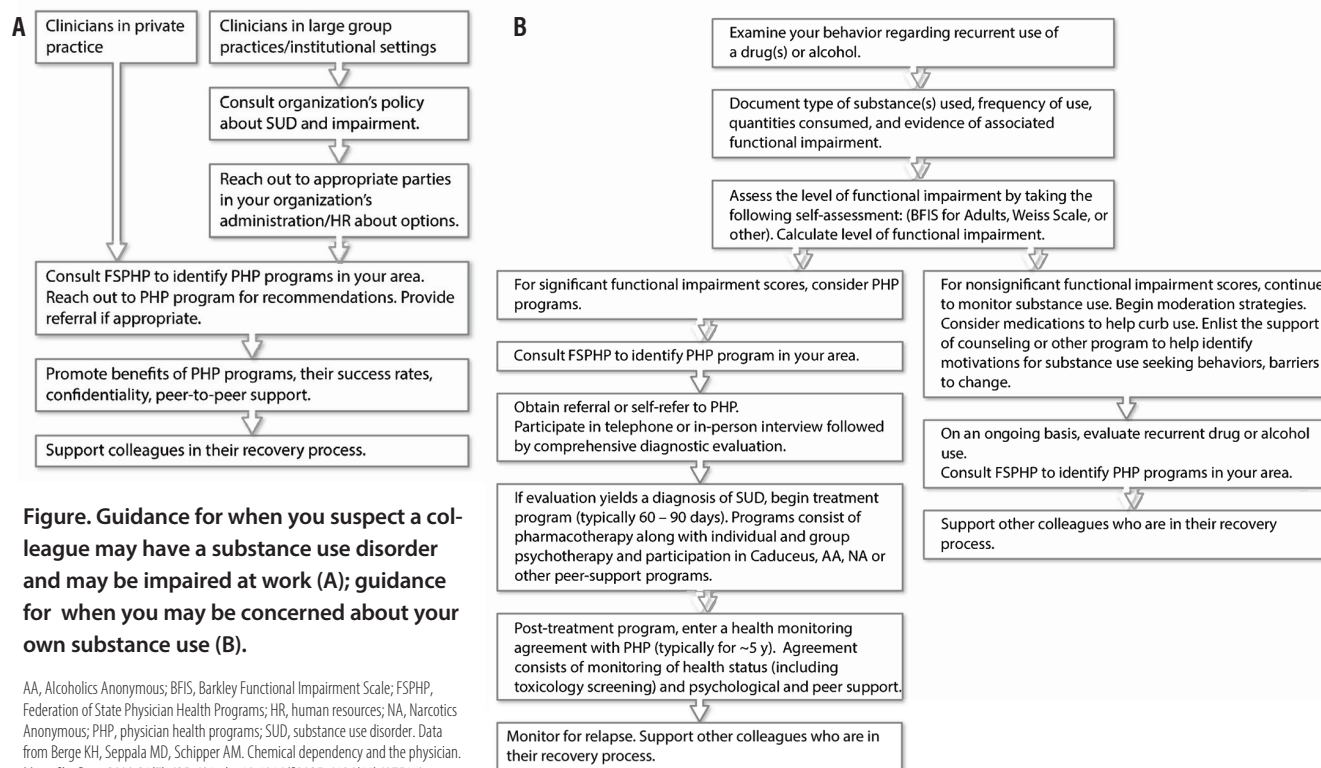 A
Clinicians in private
practice
Clinicians in large group
practices/institutional settings
Consult organization's policy
about SUD and impairment.
Reach out to appropriate parties
in your organization's
administration/HR about options.
Consult FSPHP to identify PHP programs in your area.
Reach out to PHP program for recommendations. Provide
referral if appropriate.
Promote benefits of PHP programs, their success rates,
confidentiality, peer-to-peer support.
Support colleagues in their recovery process.
Figure. Guidance for when you suspect a col-
league may have a substance use disorder
and may be impaired at work (A); guidance
for when you may be concerned about your
own substance use (B).
AA, Alcoholics Anonymous; BFIS, Barkley Functional Impairment Scale; FSPHP,
Federation of State Physician Health Programs; HR, human resources; NA, Narcotics
Anonymous; PHP, physician health programs; SUD, substance use disorder. Data
from Berge KH, Seppala MD, Schipper AM. Chemical dependency and the physician.
B
Examine your behavior regarding recurrent use of
a drug(s) or alcohol.
Document type of substance(s) used, frequency of use,
quantities consumed, and evidence of associated
functional impairment.
Assess the level of functional impairment by taking the
following self-assessment: (BFIS for Adults, Weiss Scale, or
other). Calculate level of functional impairment.
For significant functional impairment scores, consider PHP
programs.
Consult FSPHP to identify PHP program in your area.
Obtain referral or self-refer to PHP.
Participate in telephone or in-person interview followed
by comprehensive diagnostic evaluation.
If evaluation yields a diagnosis of SUD, begin treatment
program (typically 60 – 90 days). Programs consist of
pharmacotherapy along with individual and group
psychotherapy and participation in Caduceus, AA, NA or
other peer-support programs.
Post-treatment program, enter a health monitoring
agreement with PHP (typically for ~5 y). Agreement
consists of monitoring of health status (including
toxicology screening) and psychological and peer support.
Monitor for relapse. Support other colleagues who are in
their recovery process.
For nonsignificant functional impairment scores, continue
to monitor substance use. Begin moderation strategies.
Consider medications to help curb use. Enlist the support
of counseling or other program to help identify
motivations for substance use seeking behaviors, barriers
to change.
On an ongoing basis, evaluate recurrent drug or alcohol
use.
Consult FSPHP to identify PHP programs in your area.
Support other colleagues who are in their recovery
process.